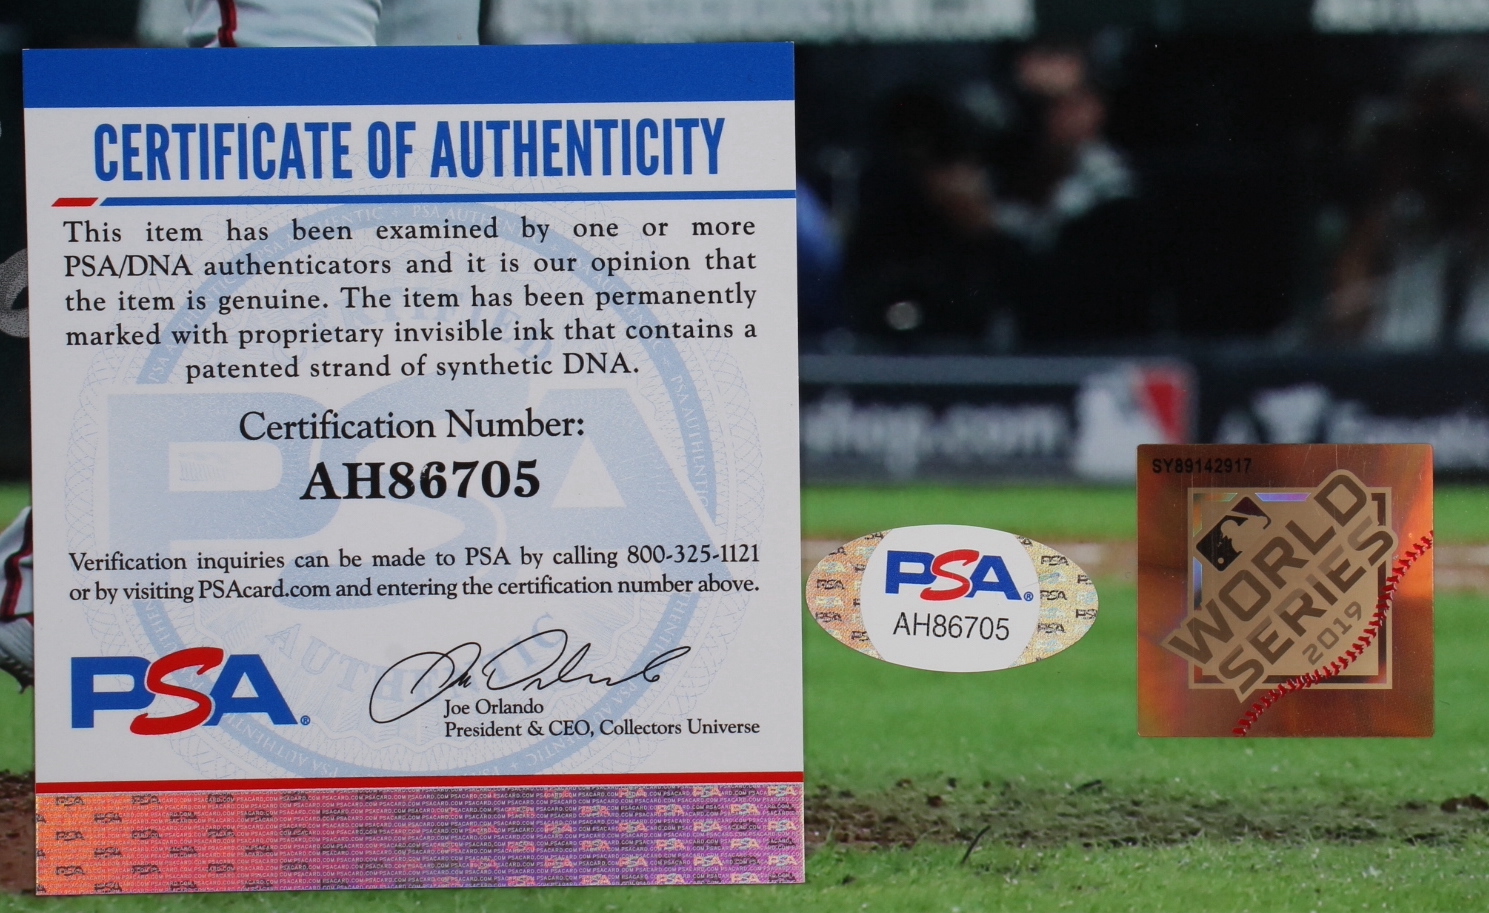 CERTIFICATE OF AUTHENTICITY
This item has been examined by one or more
PSA/DNA authenticators and it is our opinion that
the item is genuine. The item has been permanently
marked with proprietary invisible ink that contains a
patented strand of synthetic DNA.
Certification Number:
AH86705
Verification inquiries can be made to PSA by calling 800-325-1121
or by visiting PSAcard.com and entering the certification number above.
PSA®
Joe Orlando
President & CEO, Collectors Universe
PSA®
AH86705
SY89142917
WORLD
SERIES
2019
shop.com